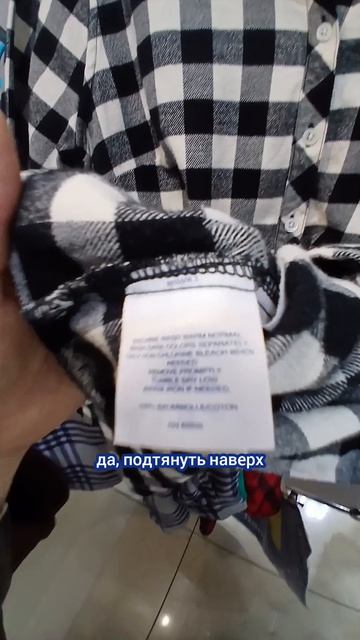 MACHINE WASH WARM NORMAL
WASH DARK COLORS SEPARATELY
ONLY NON CHLORINE BLEACH WHEN
NEEDED
REMOVE PROMPTLY
TUMBLE DRY LOW
WARM IRON IF NEEDED.
COTTON
да, подтянуть наверх